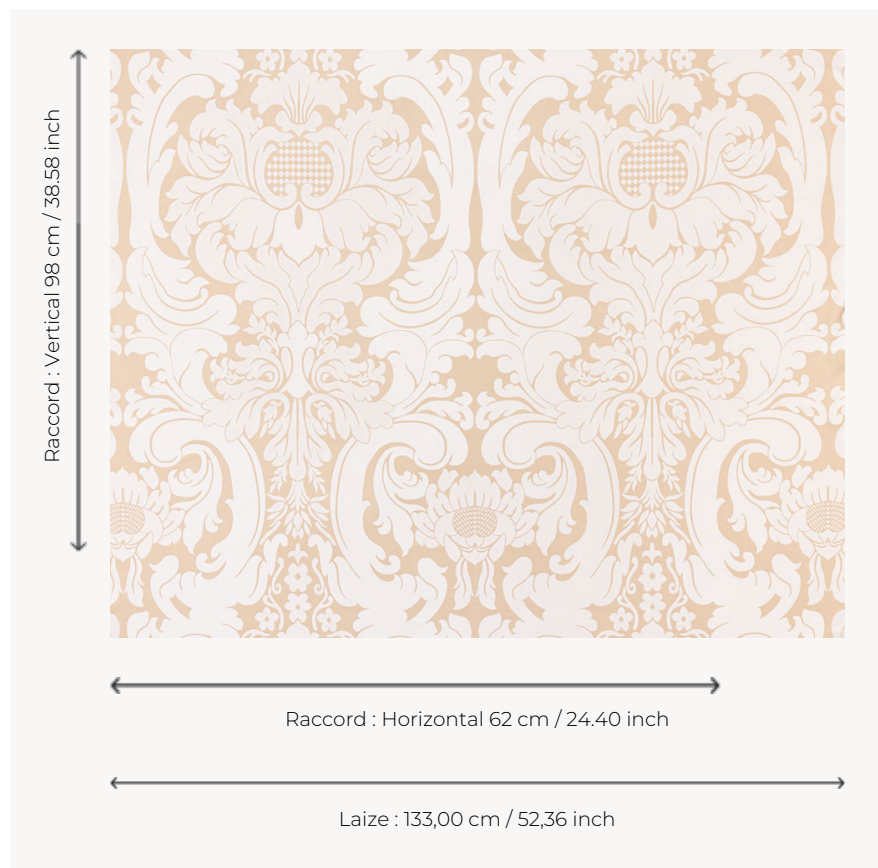 Raccord : Vertical 98 cm / 38.58 inch
Raccord : Horizontal 62 cm / 24.40 inch
Laize : 133,00 cm / 52,36 inch